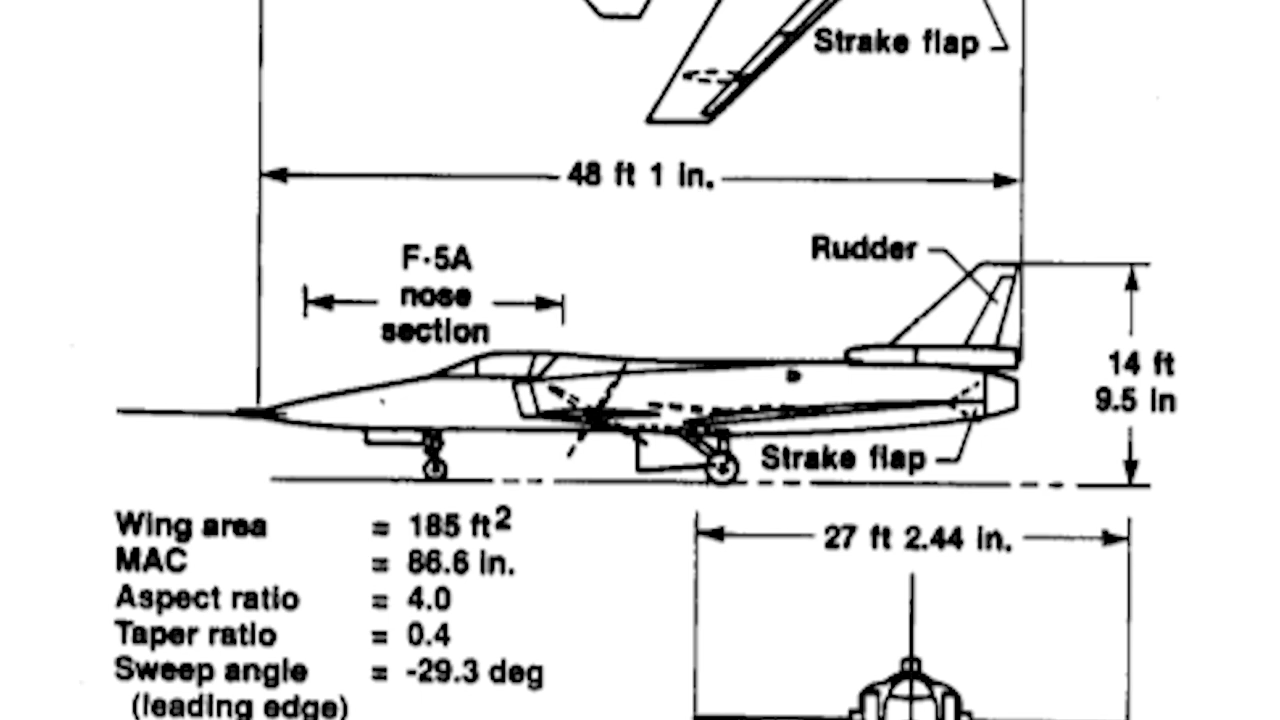 Strake flap
48 ft 1 in.
Rudder
F-5A
nose
section
14 ft
9.5 in
Strake flap
Wing area = 185 ft2
MAC = 86.6 in.
Aspect ratio = 4.0
Taper ratio = 0.4
Sweep angle = -29.3 deg
(leading edge)
27 ft 2.44 in.